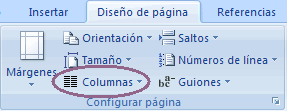 Insertar Diseño de página Referencias
Orientación Saltos
Tamaño Números de línea
Márgenes Columnas Guiones
Configurar página